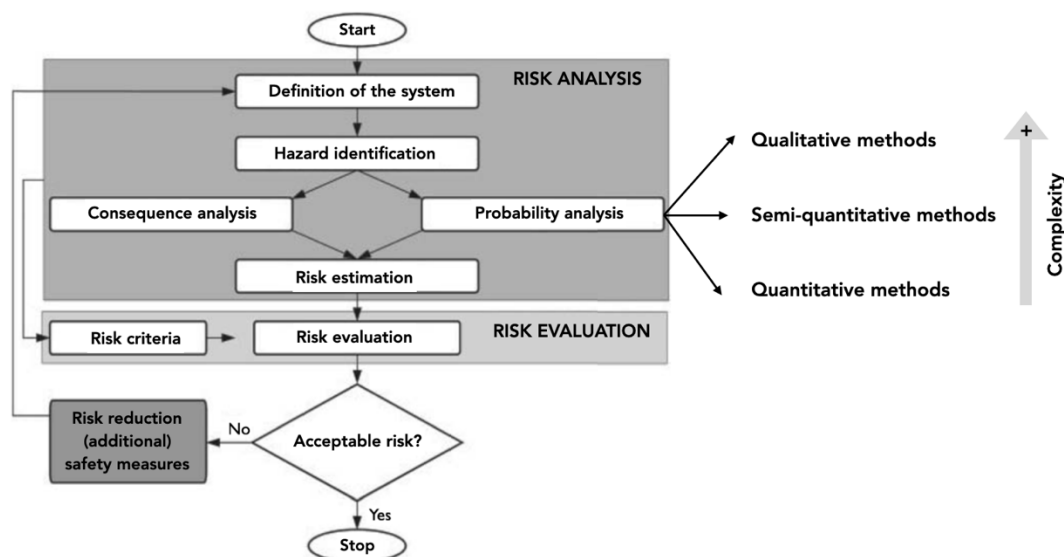 Start
RISK ANALYSIS
Definition of the system
Hazard identification
Consequence analysis
Probability analysis
Risk estimation
Qualitative methods
Semi-quantitative methods
Quantitative methods
+
Complexity
RISK EVALUATION
Risk criteria
Risk evaluation
Risk reduction
(additional)
safety measures
No
Acceptable risk?
Yes
Stop